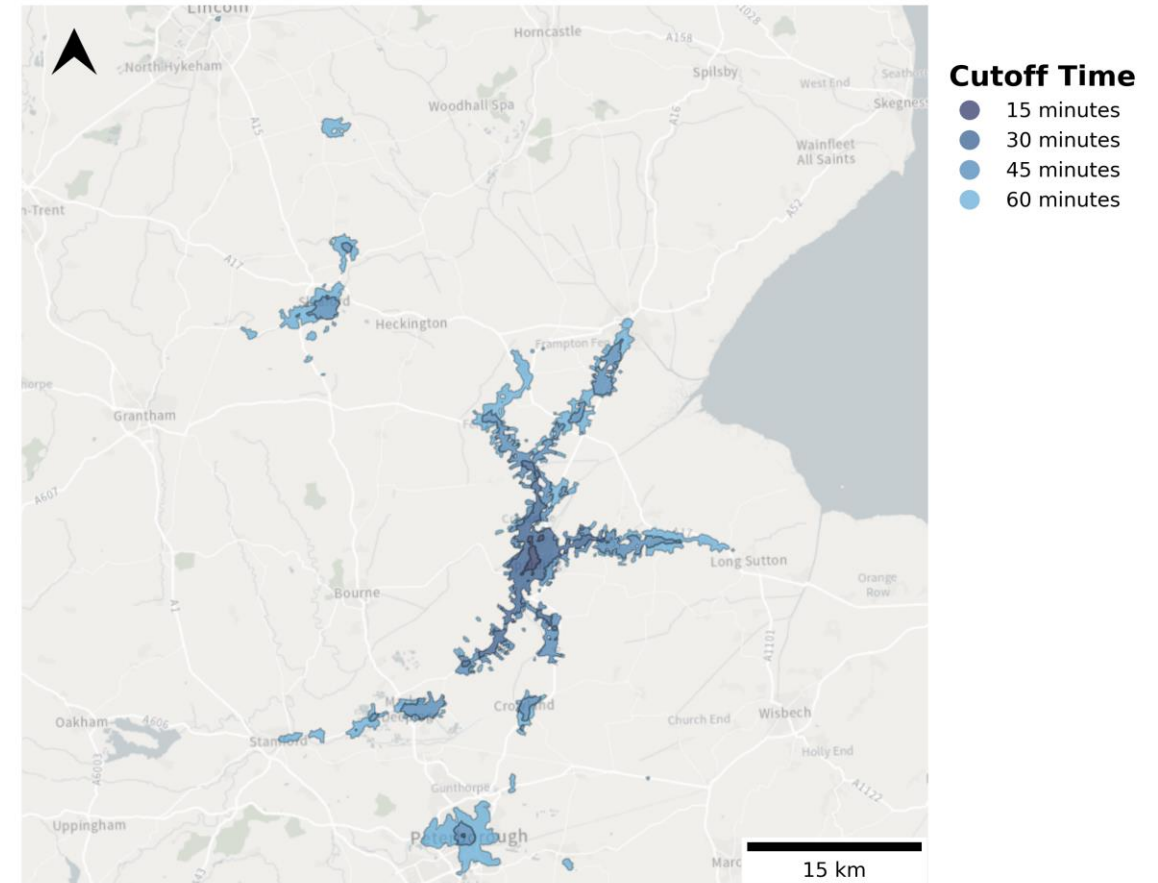 Lincoln
A1028
Horncastle
A158
Cutoff Time
North Hykeham
Spilsby
West End
15 minutes
Woodhall Spa
30 minutes
A15
A16
Wainfleet
All Saints
45 minutes
60 minutes
n-Trent
A52
A17
Heckington
Frampton Fen
Grantham
A607
A17
Long Sutton
Bourne
Orange
Row
A1
A1101
Oakham
A606
Stamford
Church End
Wisbech
Holly End
A6003
Gunthorpe
A1122
Uppingham
Peterborough
15 km